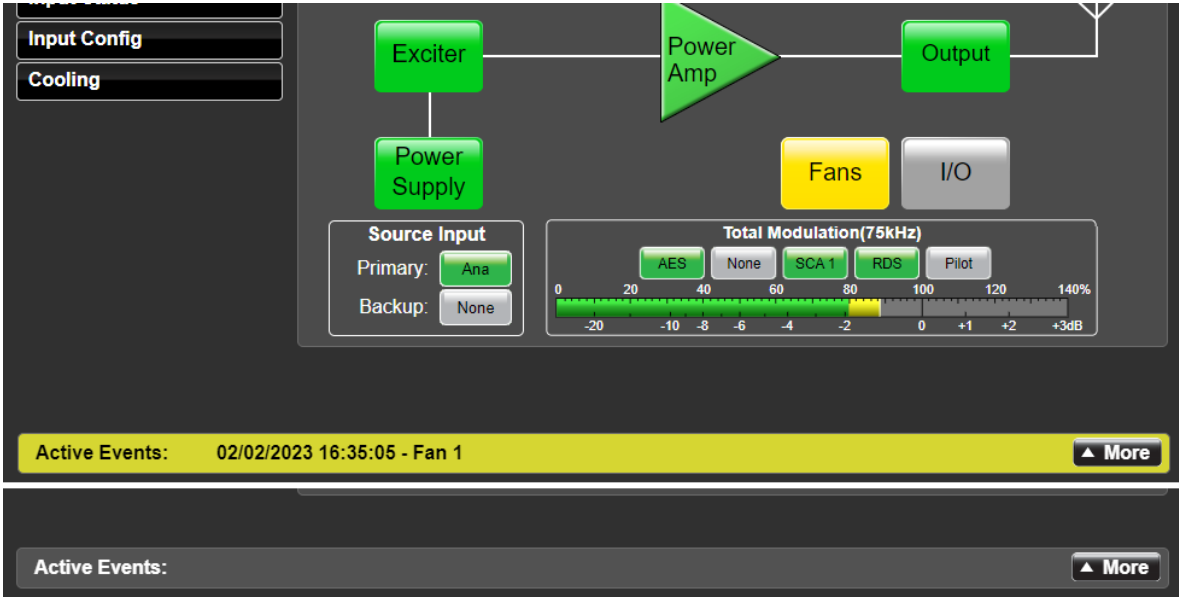 Input Config
Cooling
Exciter
Power
Amp
Output
Power
Supply
Fans
I/O
Source Input
Primary: Ana
Backup: None
Total Modulation(75kHz)
AES None SCA 1 RDS Pilot
0 20 40 60 80 100 120 140%
-20 -10 -8 -6 -4 -2 0 +1 +2 +3dB
Active Events: 02/02/2023 16:35:05 - Fan 1 More
Active Events: More